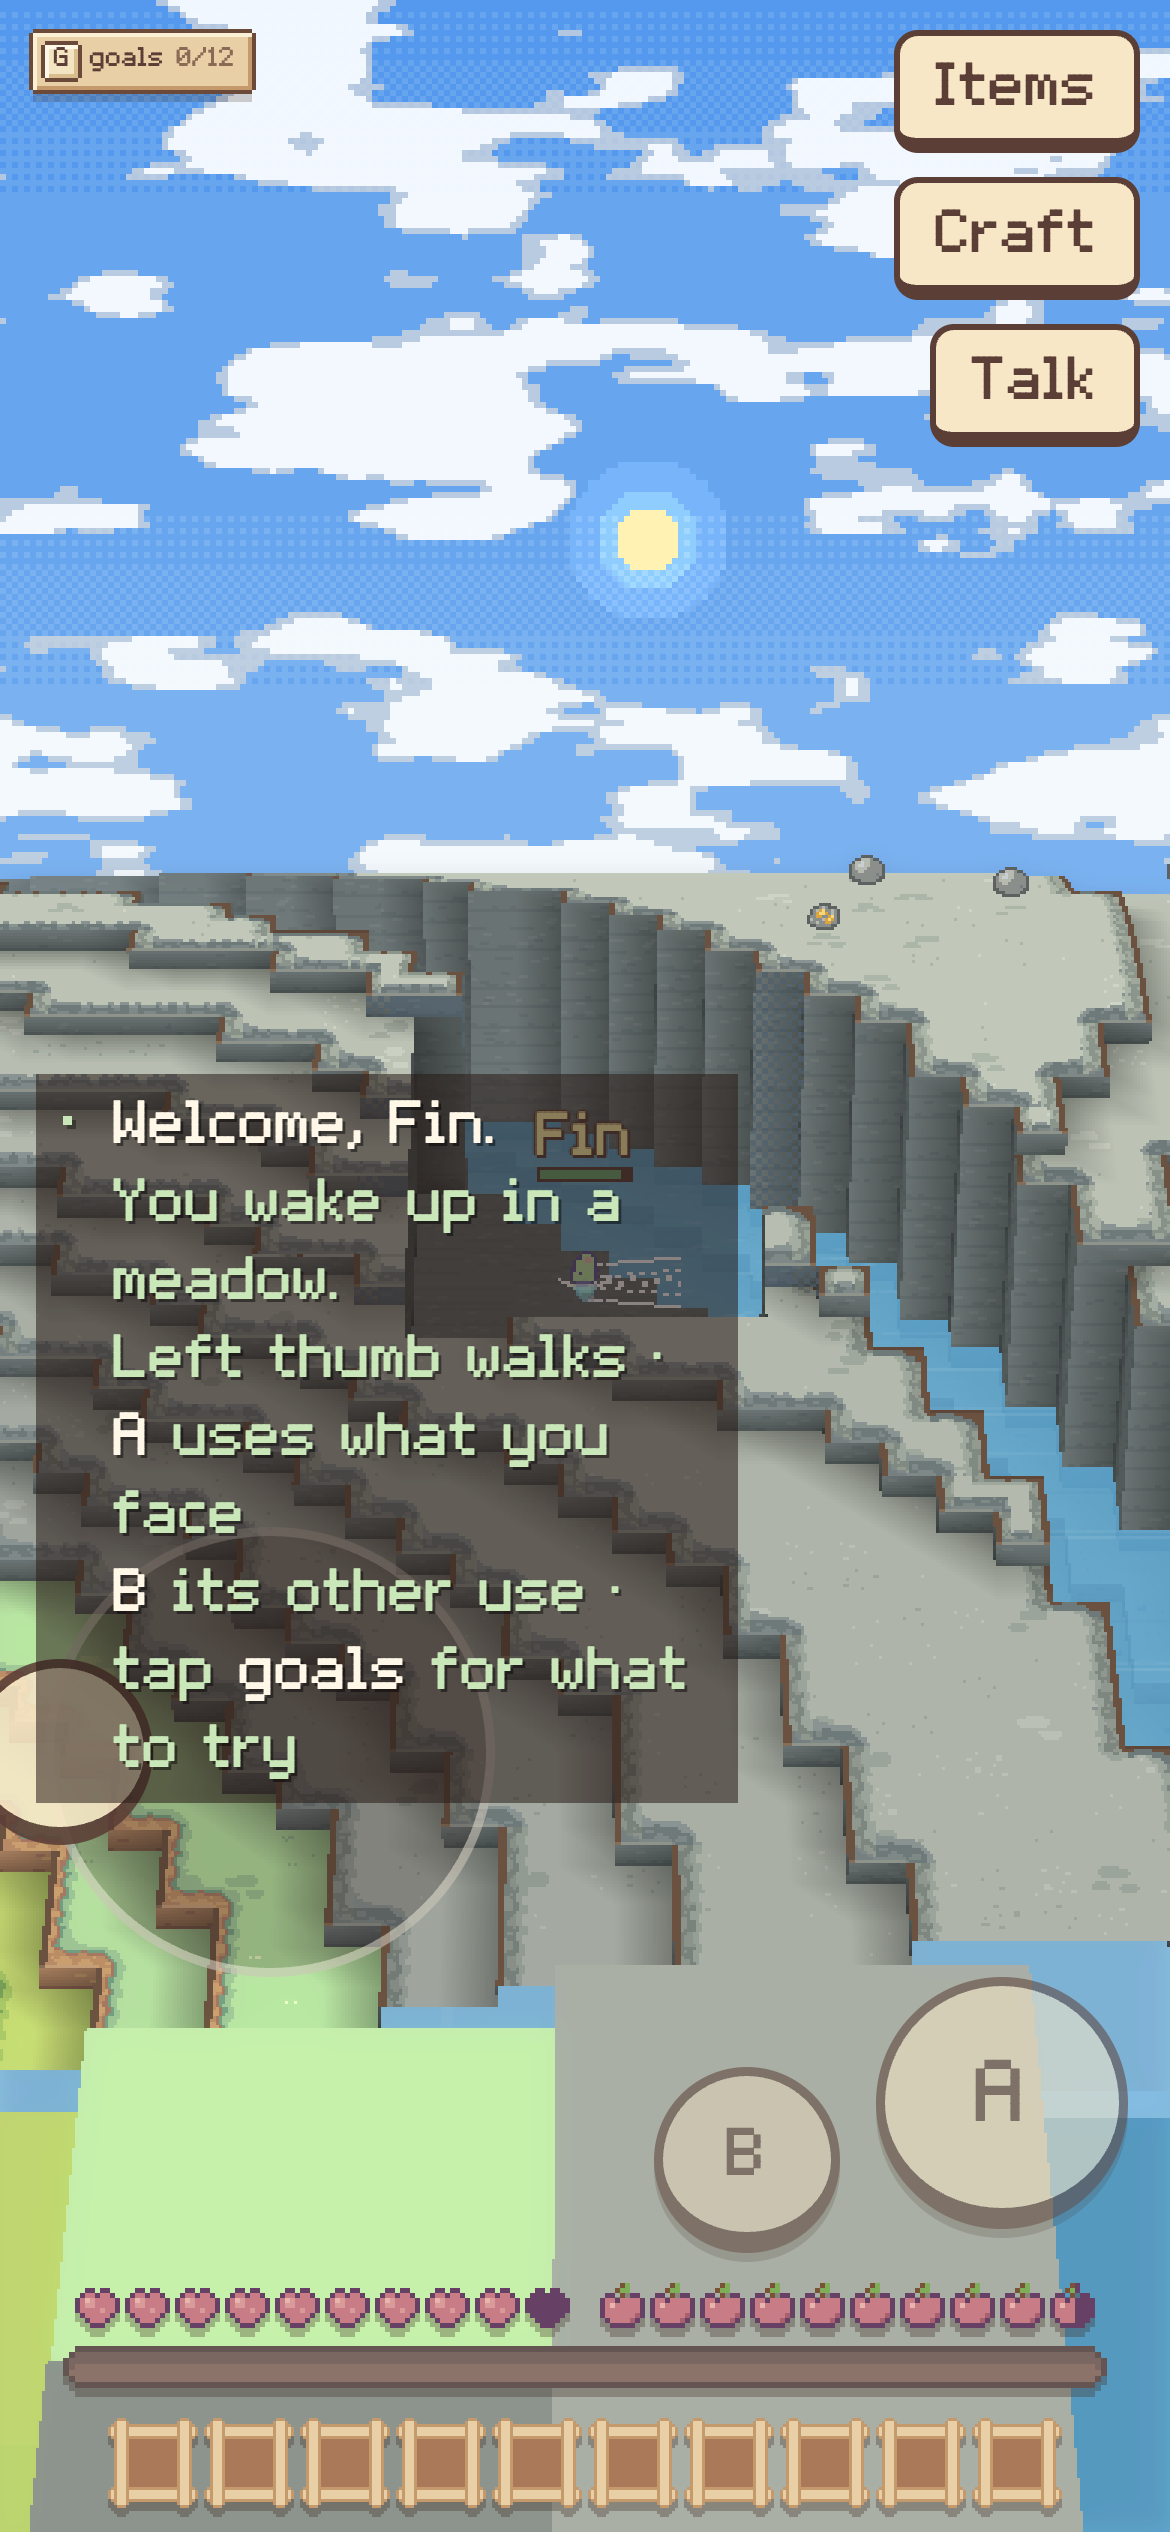 G goals 0/12
Items
Craft
Talk
· Welcome, Fin.
Fin
You wake up in a
meadow.
Left thumb walks ·
A uses what you
face
B its other use ·
tap goals for what
to try
A
B